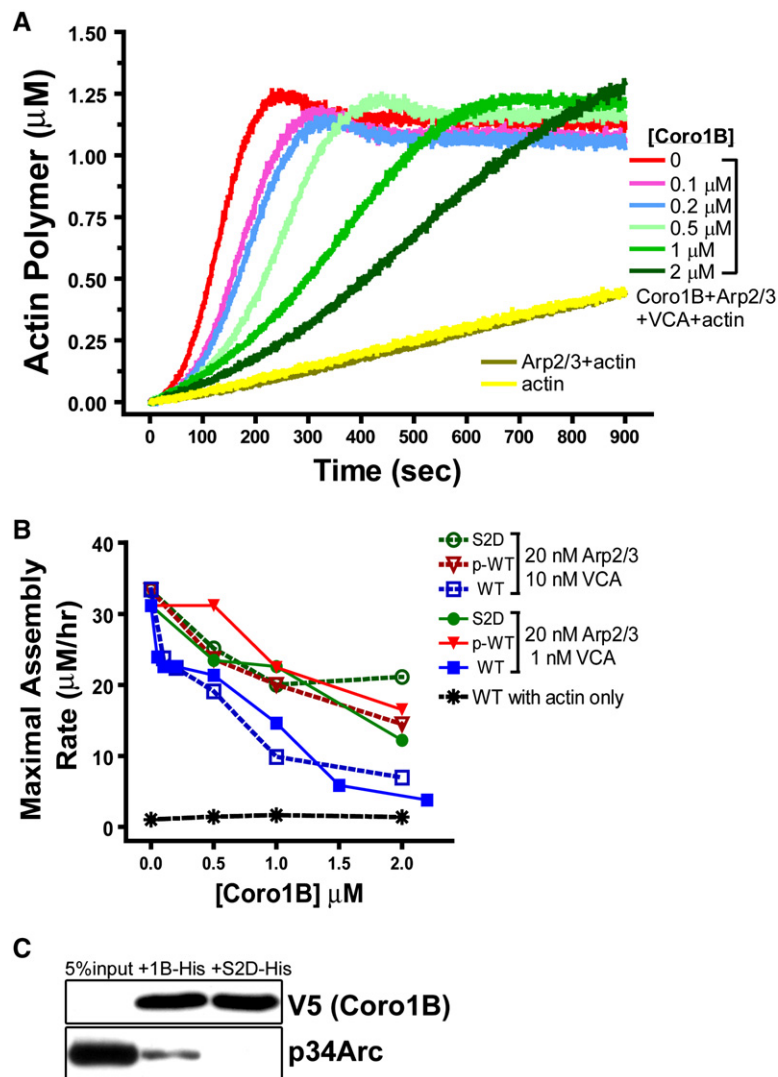 A
Actin Polymer (μM)
1.50
1.25
1.00
0.75
0.50
0.25
0.00
0 100 200 300 400 500 600 700 800 900
Time (sec)
[Coro1B]
0
0.1 μM
0.2 μM
0.5 μM
1 μM
2 μM
Coro1B+Arp2/3
+VCA+actin
Arp2/3+actin
actin
B
Maximal Assembly
Rate (μM/hr)
40
30
20
10
0
0.0 0.5 1.0 1.5 2.0
[Coro1B] μM
S2D
p-WT
WT
20 nM Arp2/3
10 nM VCA
S2D
p-WT
WT
20 nM Arp2/3
1 nM VCA
WT with actin only
C
5%input +1B-His +S2D-His
V5 (Coro1B)
p34Arc